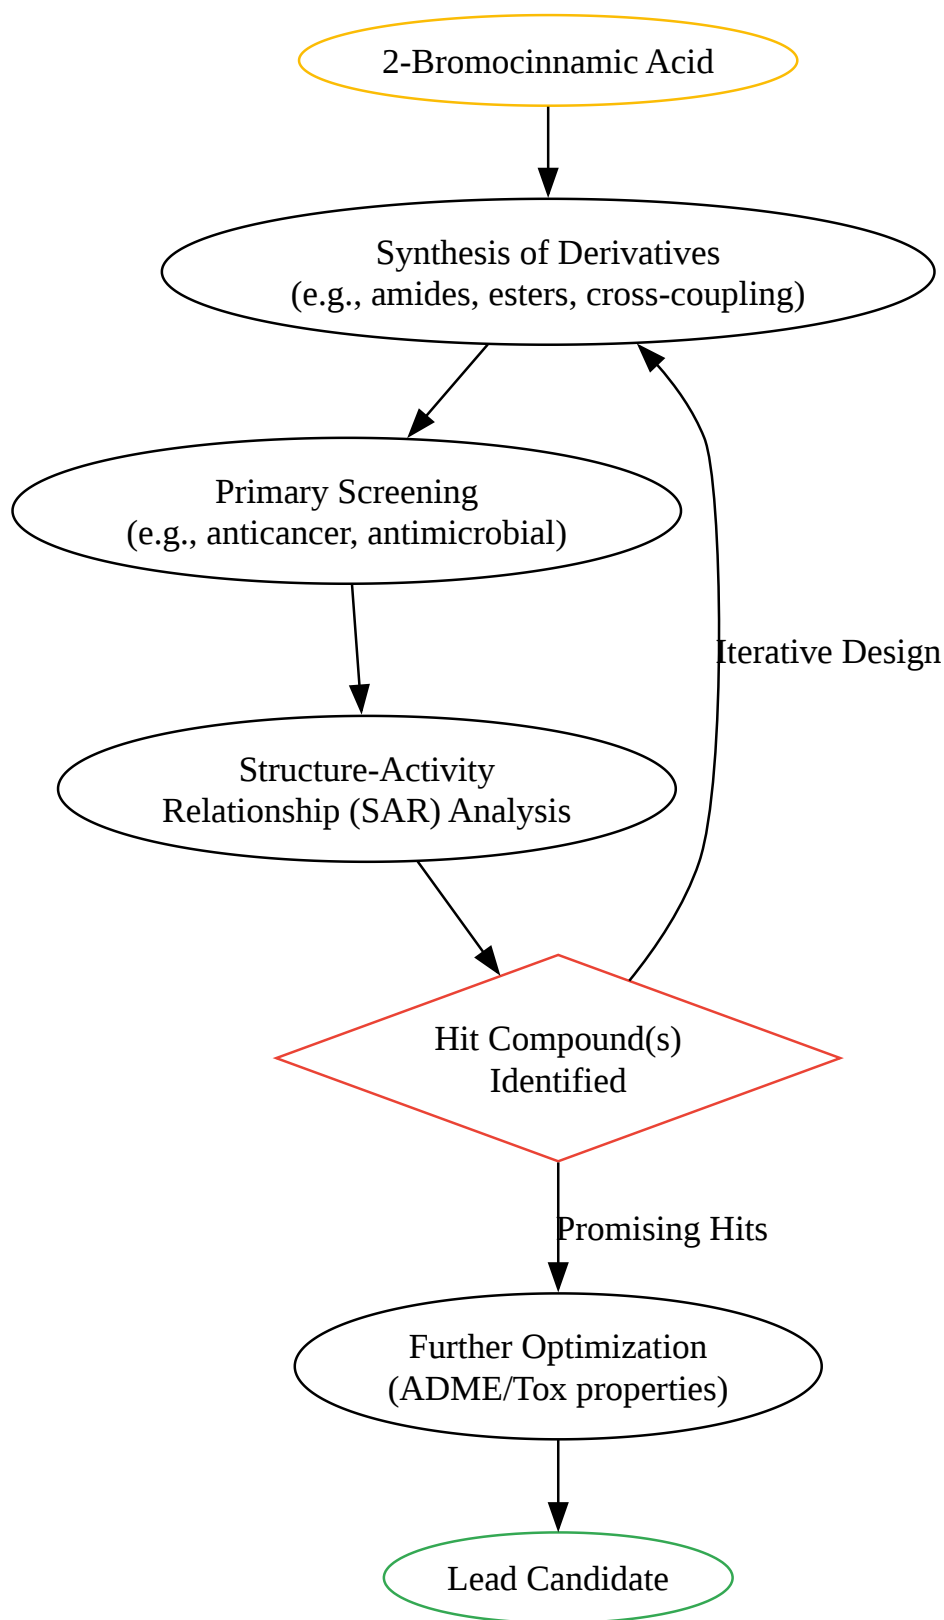 2-Bromocinnamic Acid
Synthesis of Derivatives
(e.g., amides, esters, cross-coupling)
Primary Screening
(e.g., anticancer, antimicrobial)
Iterative Design
Structure-Activity
Relationship (SAR) Analysis
Hit Compound(s)
Identified
Promising Hits
Further Optimization
(ADME/Tox properties)
Lead Candidate